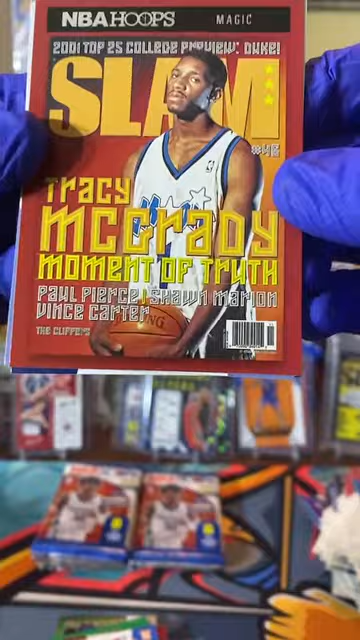 NBA HOOPS MAGIC
2001 TOP 25 COLLEGE PREVIEW: DUKE!
SLAM
#48
TRACY
MCGRADY
MOMENT OF TRUTH
PAUL PIERCE SHAWN MARION
VINCE CARTER
THE CLIPPERS